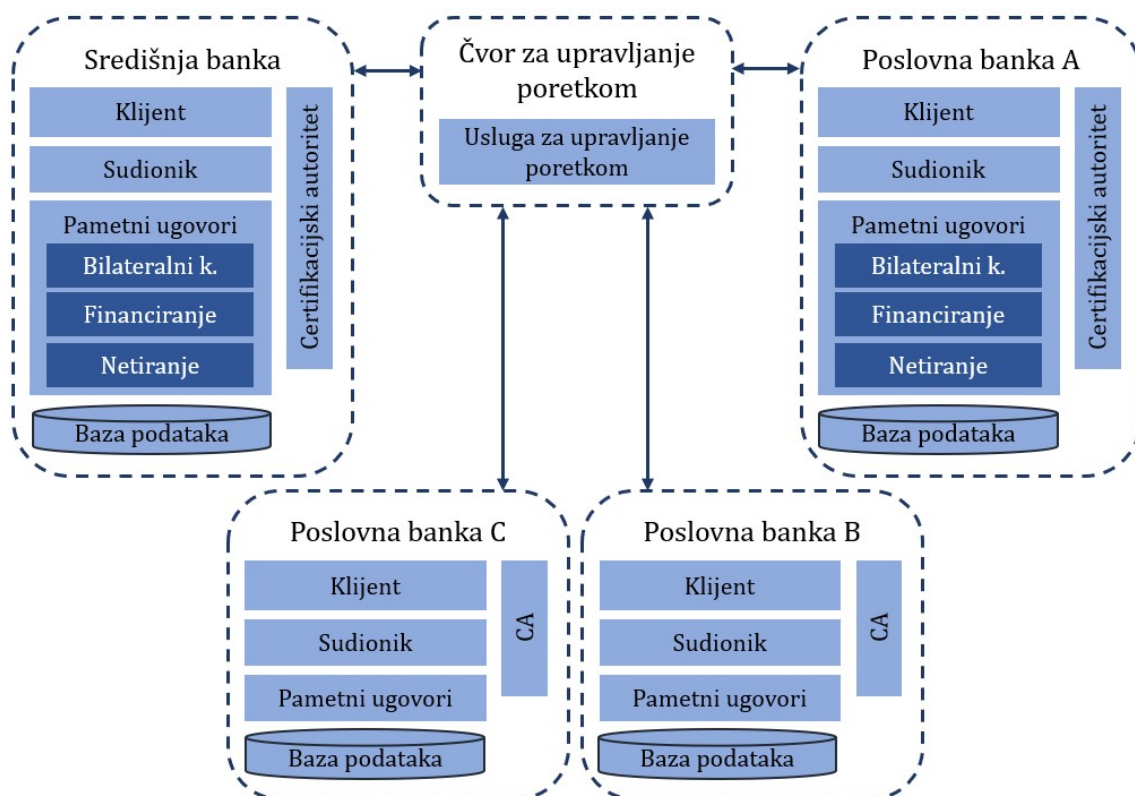 Središnja banka
Klijent
Sudionik
Pametni ugovori
Bilateralni k.
Financiranje
Netiranje
Baza podataka
Certifikacijski autoritet
Čvor za upravljanje
poretkom
Usluga za upravljanje
poretkom
Poslovna banka A
Klijent
Sudionik
Pametni ugovori
Bilateralni k.
Financiranje
Netiranje
Baza podataka
Certifikacijski autoritet
Poslovna banka C
Klijent
Sudionik
Pametni ugovori
Baza podataka
CA
Poslovna banka B
Klijent
Sudionik
Pametni ugovori
Baza podataka
CA